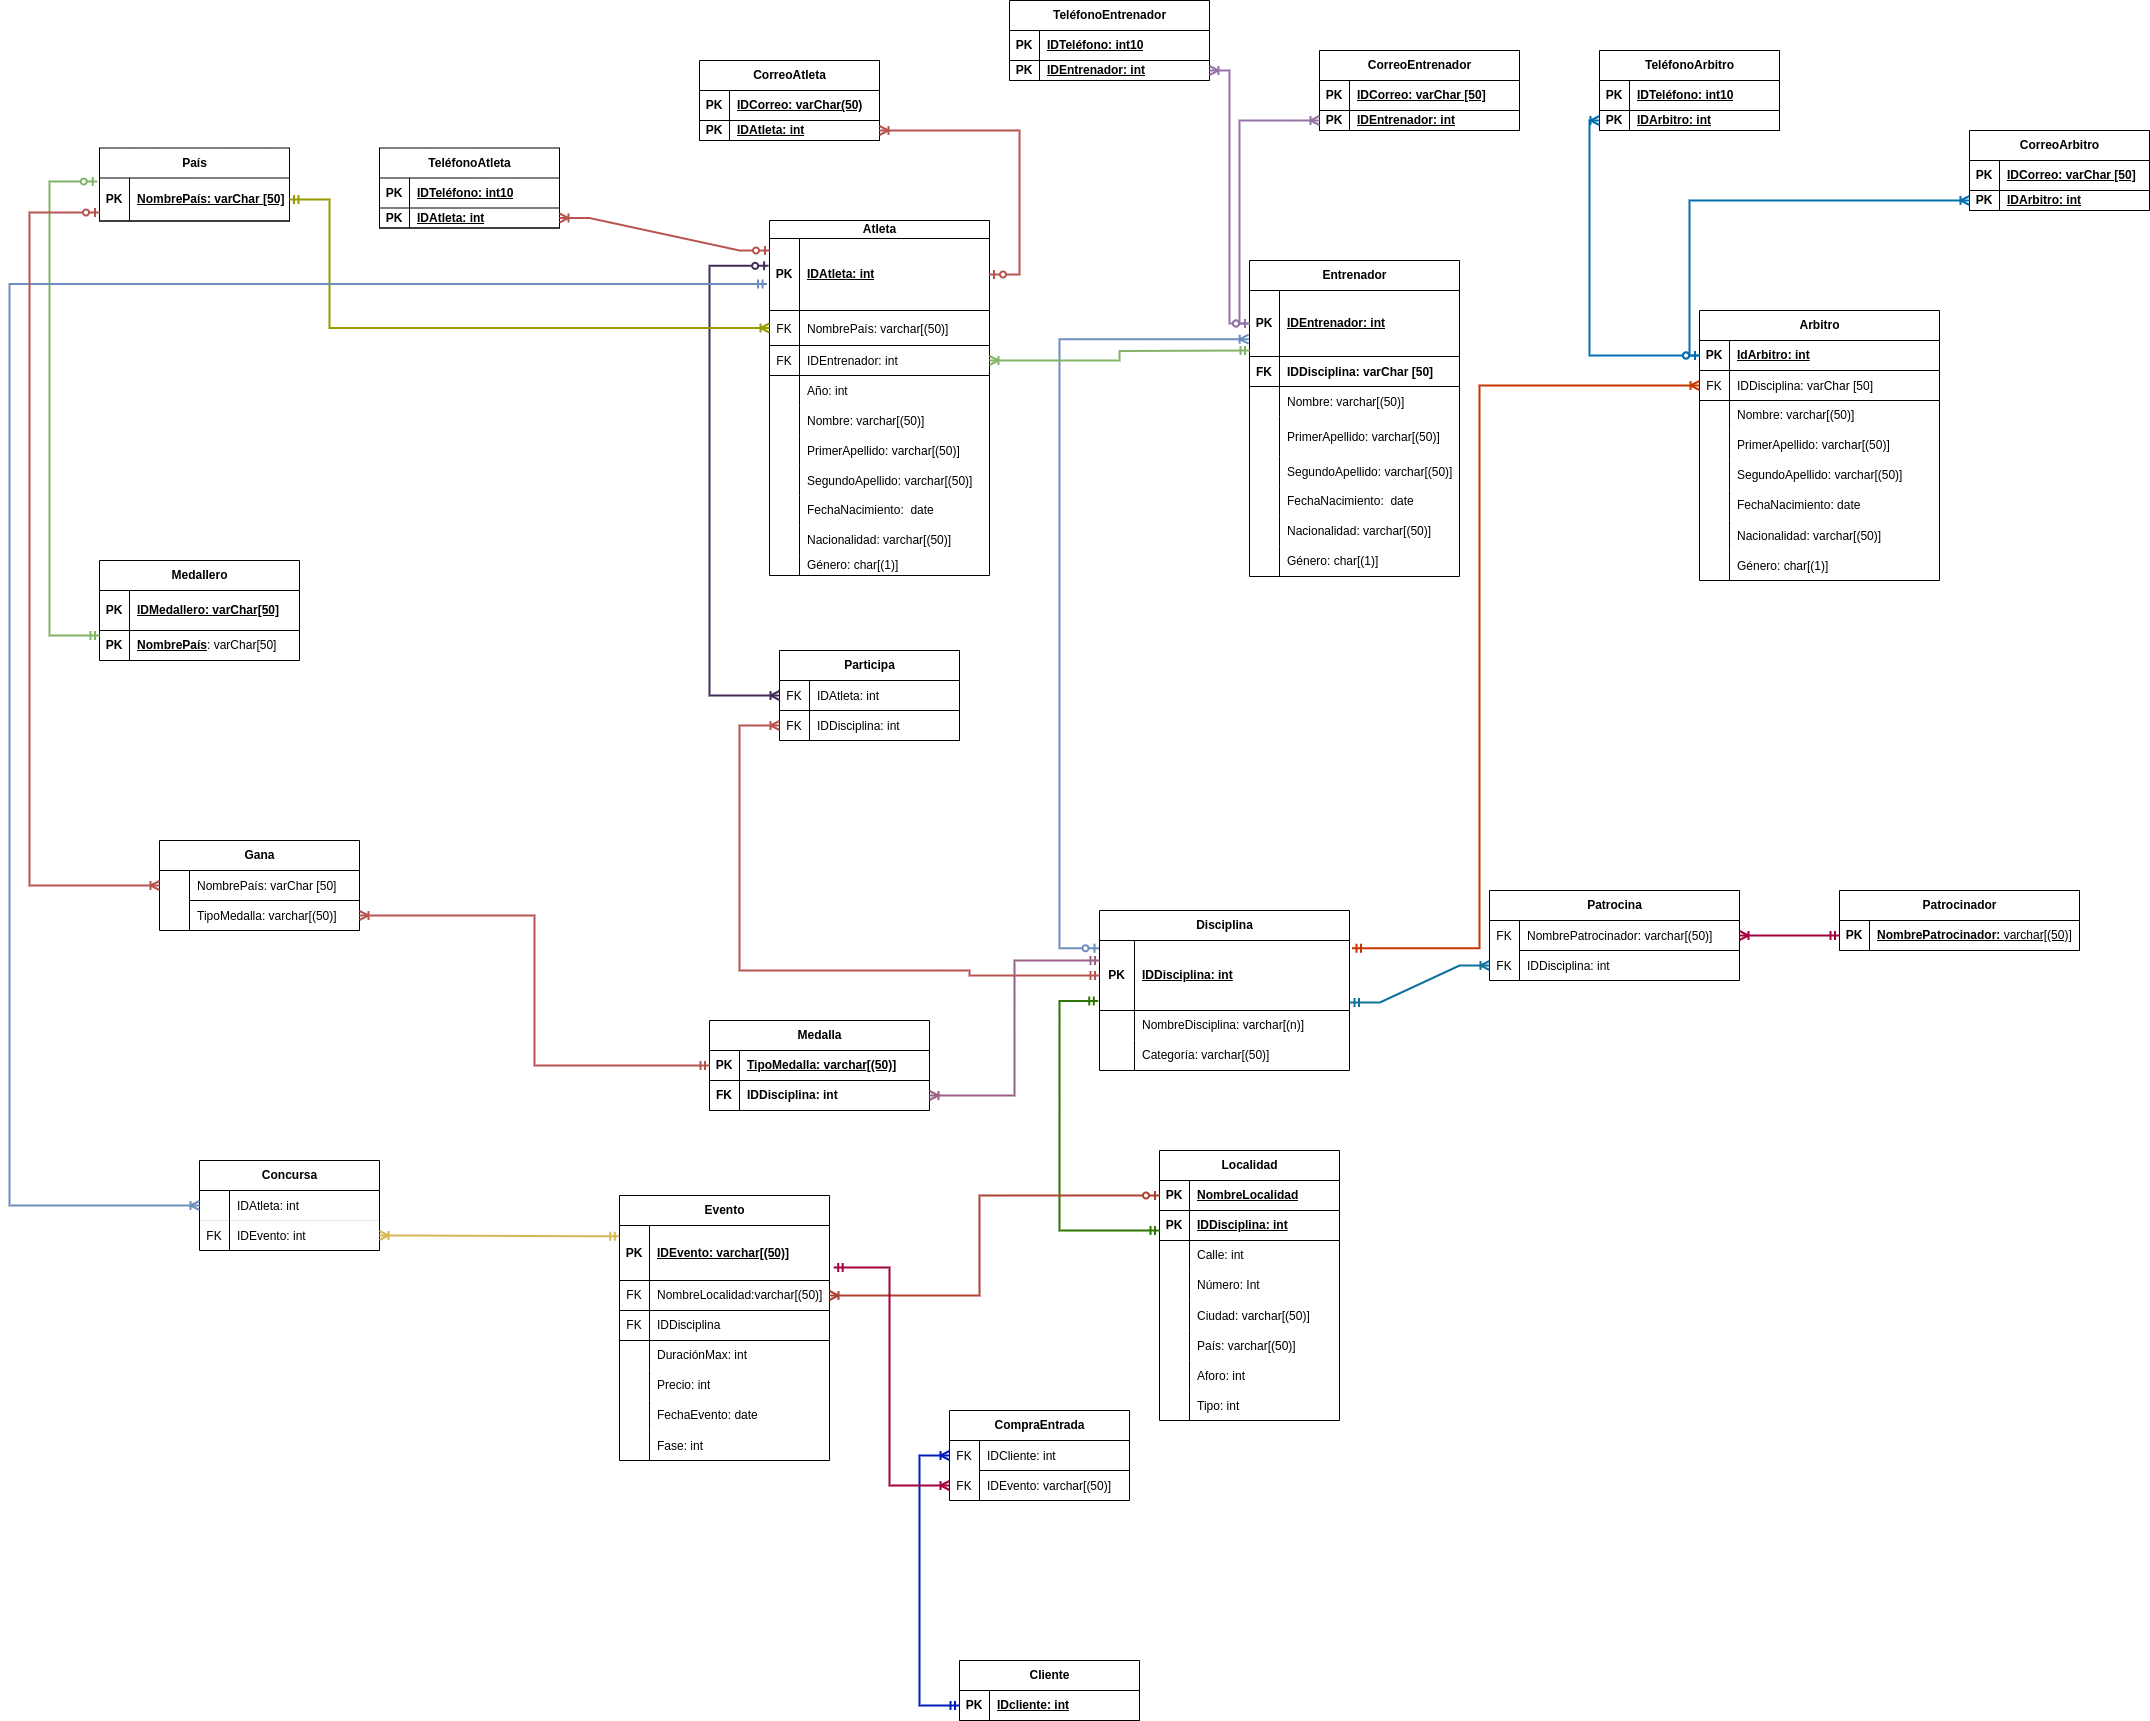 TeléfonoEntrenador
PK IDTeléfono: int10
PK IDEntrenador: int
CorreoAtleta
PK IDCorreo: varChar(50)
PK IDAtleta: int
CorreoEntrenador
PK IDCorreo: varChar [50]
PK IDEntrenador: int
TeléfonoArbitro
PK IDTeléfono: int10
PK IDArbitro: int
CorreoArbitro
PK IDCorreo: varChar [50]
PK IDArbitro: int
País
PK NombrePaís: varChar [50]
TeléfonoAtleta
PK IDTeléfono: int10
PK IDAtleta: int
Atleta
PK IDAtleta: int
FK NombrePaís: varchar[(50)]
FK IDEntrenador: int
Año: int
Nombre: varchar[(50)]
PrimerApellido: varchar[(50)]
SegundoApellido: varchar[(50)]
FechaNacimiento:  date
Nacionalidad: varchar[(50)]
Género: char[(1)]
Entrenador
PK IDEntrenador: int
FK IDDisciplina: varChar [50]
Nombre: varchar[(50)]
PrimerApellido: varchar[(50)]
SegundoApellido: varchar[(50)]
FechaNacimiento:  date
Nacionalidad: varchar[(50)]
Género: char[(1)]
Arbitro
PK IdArbitro: int
FK IDDisciplina: varChar [50]
Nombre: varchar[(50)]
PrimerApellido: varchar[(50)]
SegundoApellido: varchar[(50)]
FechaNacimiento: date
Nacionalidad: varchar[(50)]
Género: char[(1)]
Medallero
PK IDMedallero: varChar[50]
PK NombrePaís: varChar[50]
Participa
FK IDAtleta: int
FK IDDisciplina: int
Gana
NombrePaís: varChar [50]
TipoMedalla: varchar[(50)]
Disciplina
PK IDDisciplina: int
NombreDisciplina: varchar[(n)]
Categoría: varchar[(50)]
Patrocina
FK NombrePatrocinador: varchar[(50)]
FK IDDisciplina: int
Patrocinador
PK NombrePatrocinador: varchar[(50)]
Medalla
PK TipoMedalla: varchar[(50)]
FK IDDisciplina: int
Concursa
IDAtleta: int
FK IDEvento: int
Evento
PK IDEvento: varchar[(50)]
FK NombreLocalidad:varchar[(50)]
FK IDDisciplina
DuraciónMax: int
Precio: int
FechaEvento: date
Fase: int
Localidad
PK NombreLocalidad
PK IDDisciplina: int
Calle: int
Número: Int
Ciudad: varchar[(50)]
País: varchar[(50)]
Aforo: int
Tipo: int
CompraEntrada
FK IDCliente: int
FK IDEvento: varchar[(50)]
Cliente
PK IDcliente: int